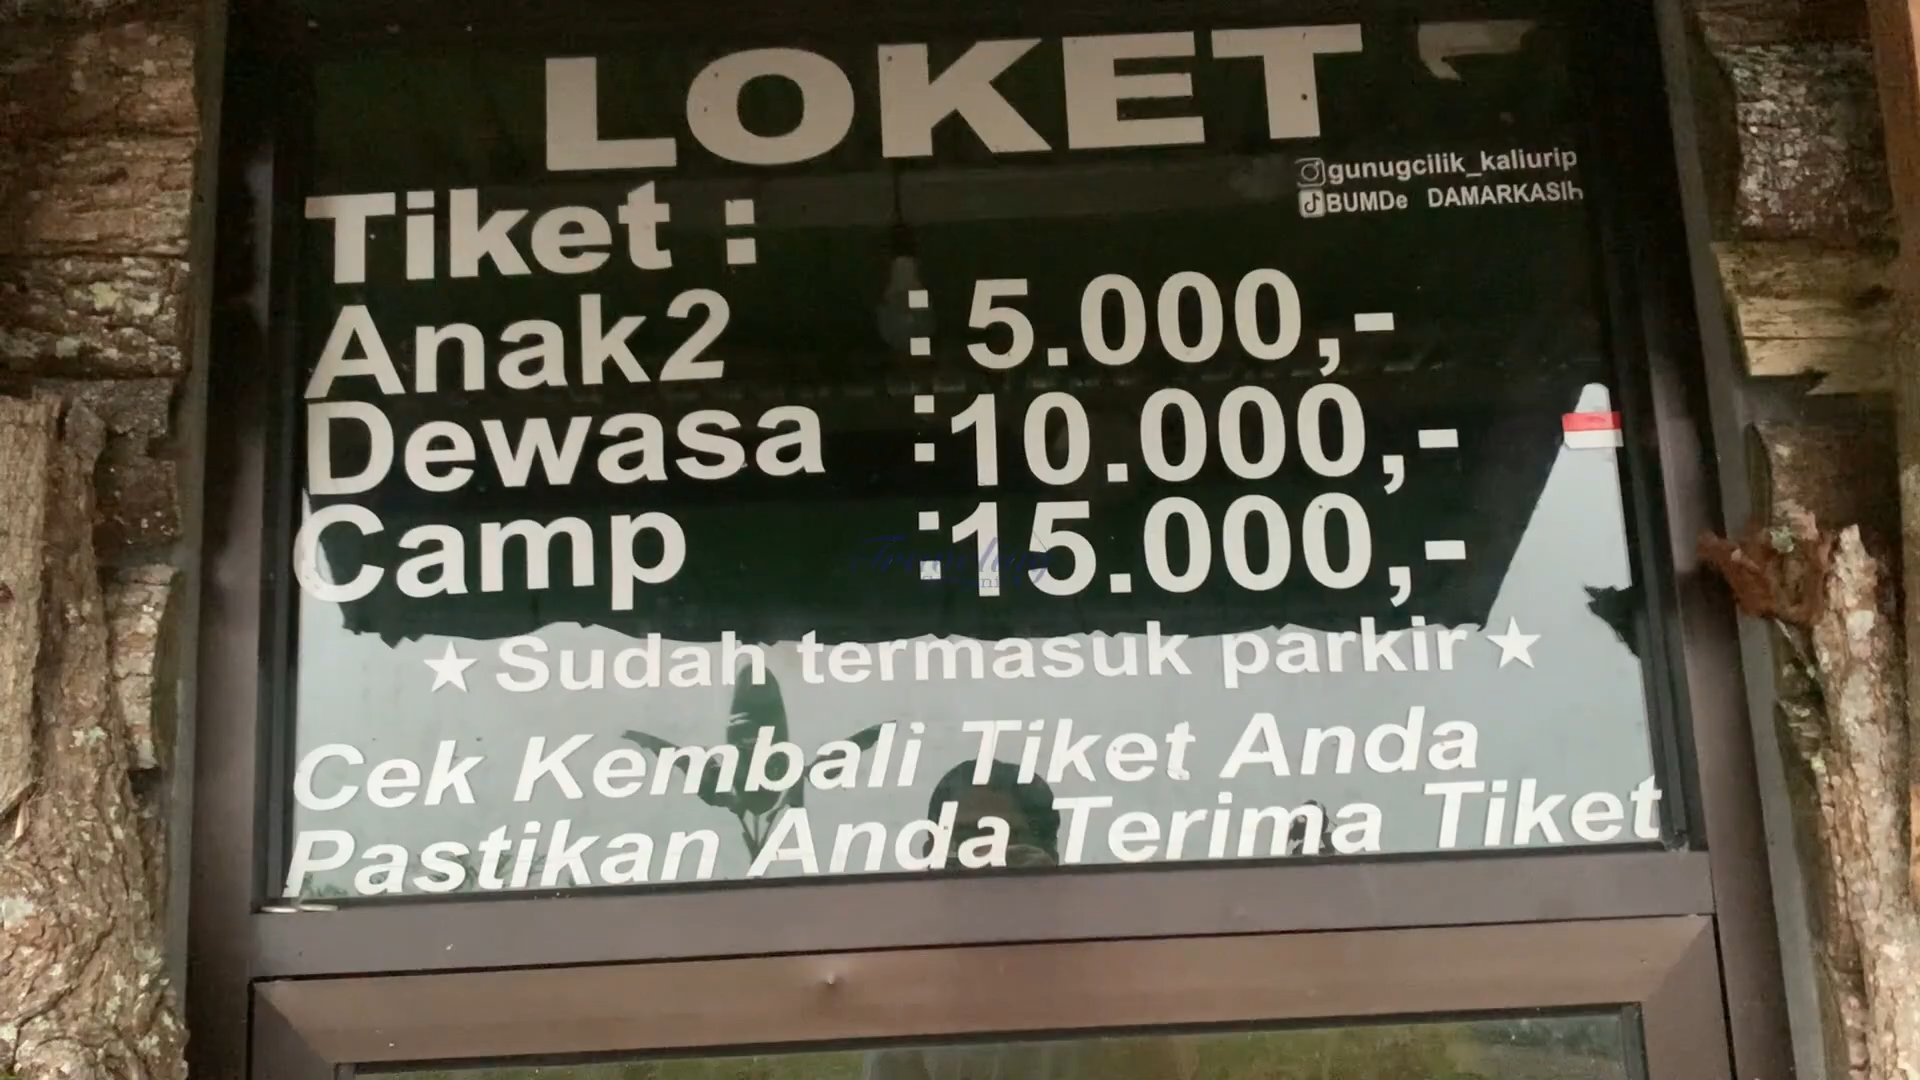 LOKET
gunugcilik_kaliurip
BUMDe DAMARKASIh
Tiket :
Anak2 : 5.000,-
Dewasa : 10.000,-
Camp : 15.000,-
★ Sudah termasuk parkir ★
Cek Kembali Tiket Anda
Pastikan Anda Terima Tiket